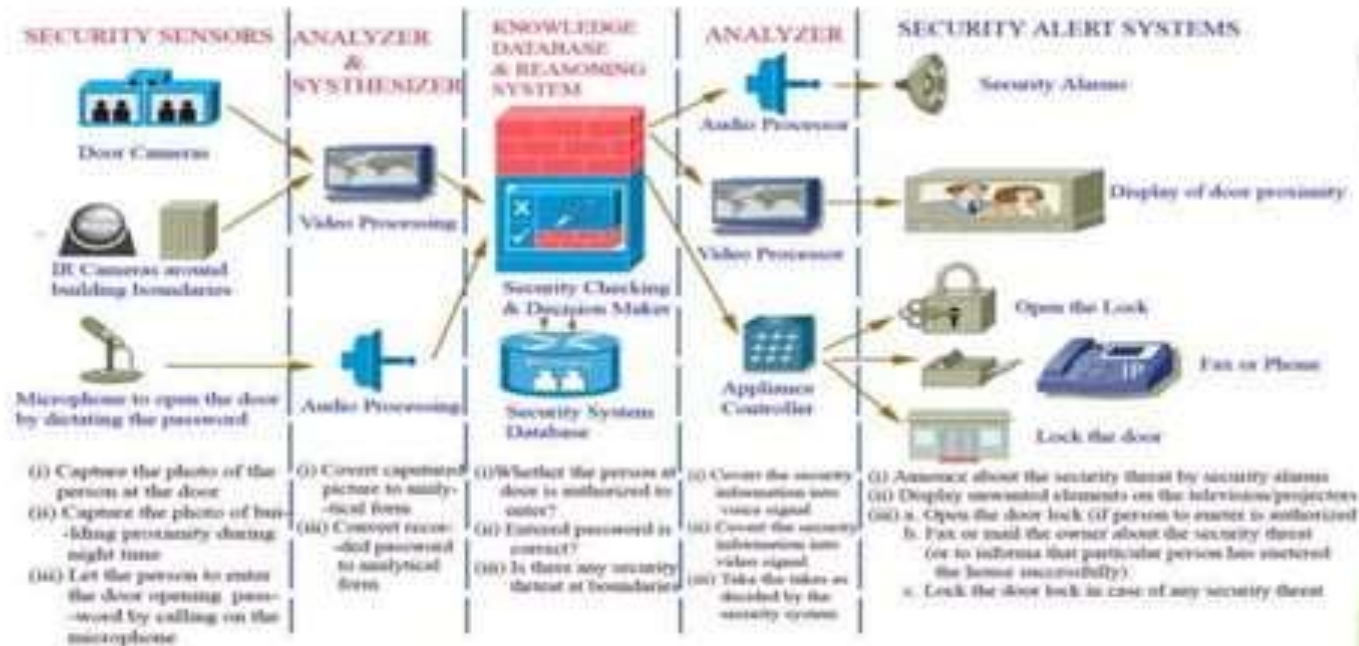 SECURITY SENSORS
Door Cameras
IR Cameras around
building boundaries
Microphone to open the door
by dictating the password
(i) Capture the photo of the
person at the door
(ii) Capture the photo of bui-
-lding proximity during
night time
(iii) Let the person to enter
the door opening pass-
-word by calling on the
microphone
ANALYZER
&
SYSTHESIZER
Video Processing
Audio Processing
(i) Covert caputured
picture to analy-
-tical form
(ii) Convert recor-
-ded password
to analytical
form
KNOWLEDGE
DATABASE
& REASONING
SYSTEM
Security Checking
& Decision Maker
Security System
Database
(i) Whether the person at
door is authorized to
enter?
(ii) Entered password is
correct?
(iii) Is there any security
threat at boundaries
ANALYZER
Audio Processor
Video Processor
Appliance
Controller
(i) Covert the security
information into
voice signal
(ii) Covert the security
information into
video signal
(iii) Take the takes as
decided by the
security system
SECURITY ALERT SYSTEMS
Security Alarms
Display of door proximity
Open the Lock
Fax or Phone
Lock the door
(i) Annonce about the security threat by security alarms
(ii) Display unwanted elements on the television/projectors
(iii) a. Open the door lock (if person to eneter is authorized
b. Fax or mail the owner about the security threat
(or to informa that particular person has enetered
the house successfully)
c. Lock the door lock in case of any security threat